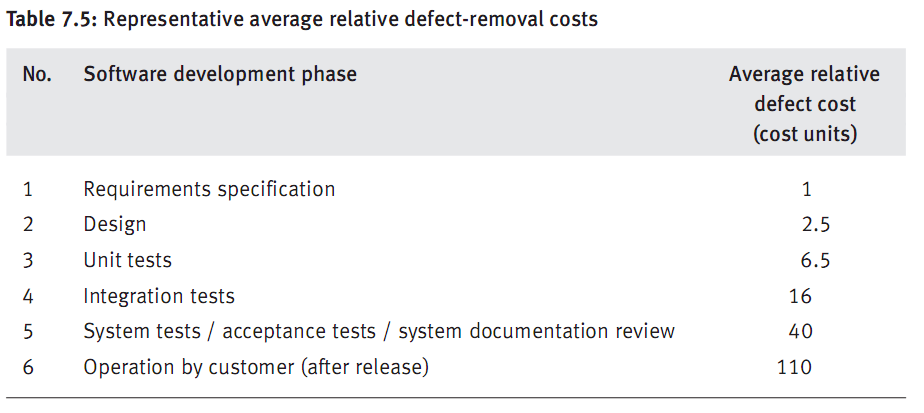 Table 7.5: Representative average relative defect-removal costs
No. Software development phase Average relative
defect cost
(cost units)
1 Requirements specification 1
2 Design 2.5
3 Unit tests 6.5
4 Integration tests 16
5 System tests / acceptance tests / system documentation review 40
6 Operation by customer (after release) 110